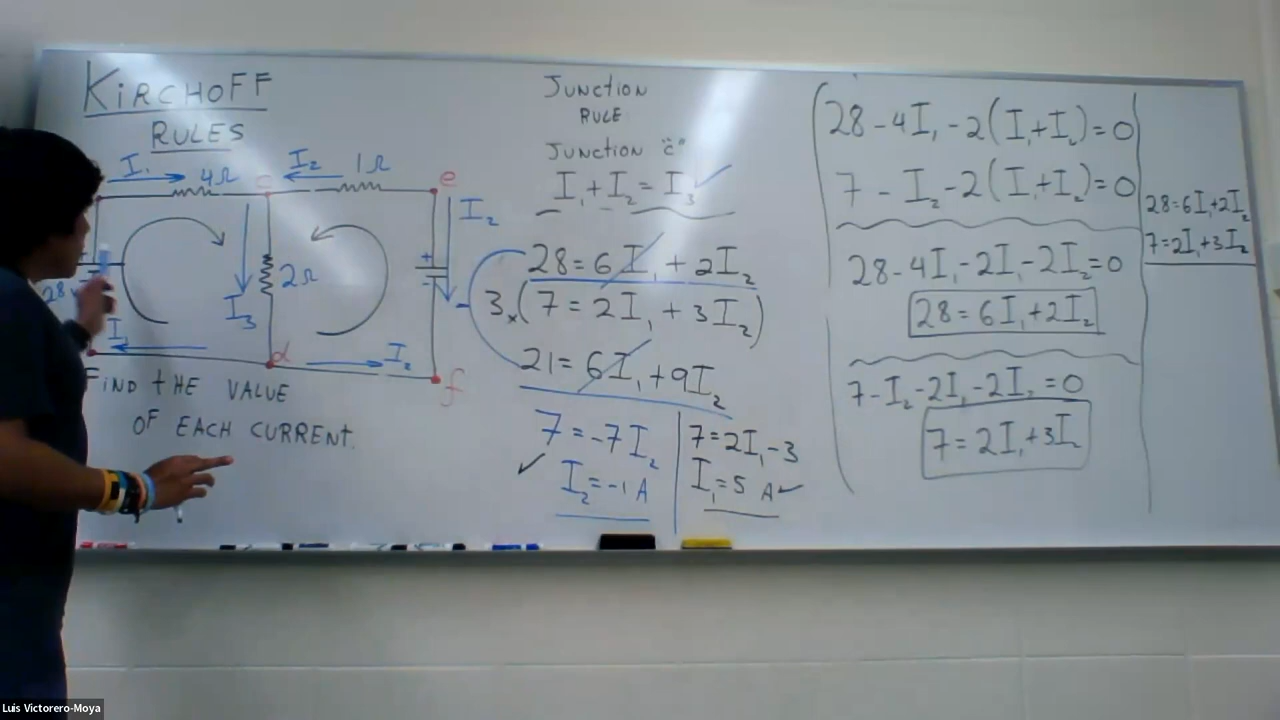 KIRCHOFF
RULES
I₁ 4Ω c I₂ 1Ω e
I₂
28
2Ω
+
-
I₃
I
d I₂ f
FIND tHE VALUE
OF EACH CURRENT.
JUNCTION
RULE
JUNCTION "c"
I₁ + I₂ = I₃ ✓
28 = 6I₁ + 2I₂
3 x (7 = 2I₁ + 3I₂)
21 = 6I₁ + 9I₂
7 = -7I₂
✓ I₂ = -1 A
7 = 2I₁ - 3
I₁ = 5 A ✓
28 - 4I₁ - 2(I₁ + I₂) = 0
7 - I₂ - 2(I₁ + I₂) = 0
28 - 4I₁ - 2I₁ - 2I₂ = 0
28 = 6I₁ + 2I₂
7 - I₂ - 2I₁ - 2I₂ = 0
7 = 2I₁ + 3I₂
28 = 6I₁ + 2I₂
7 = 2I₁ + 3I₂
Luis Victorero-Moya